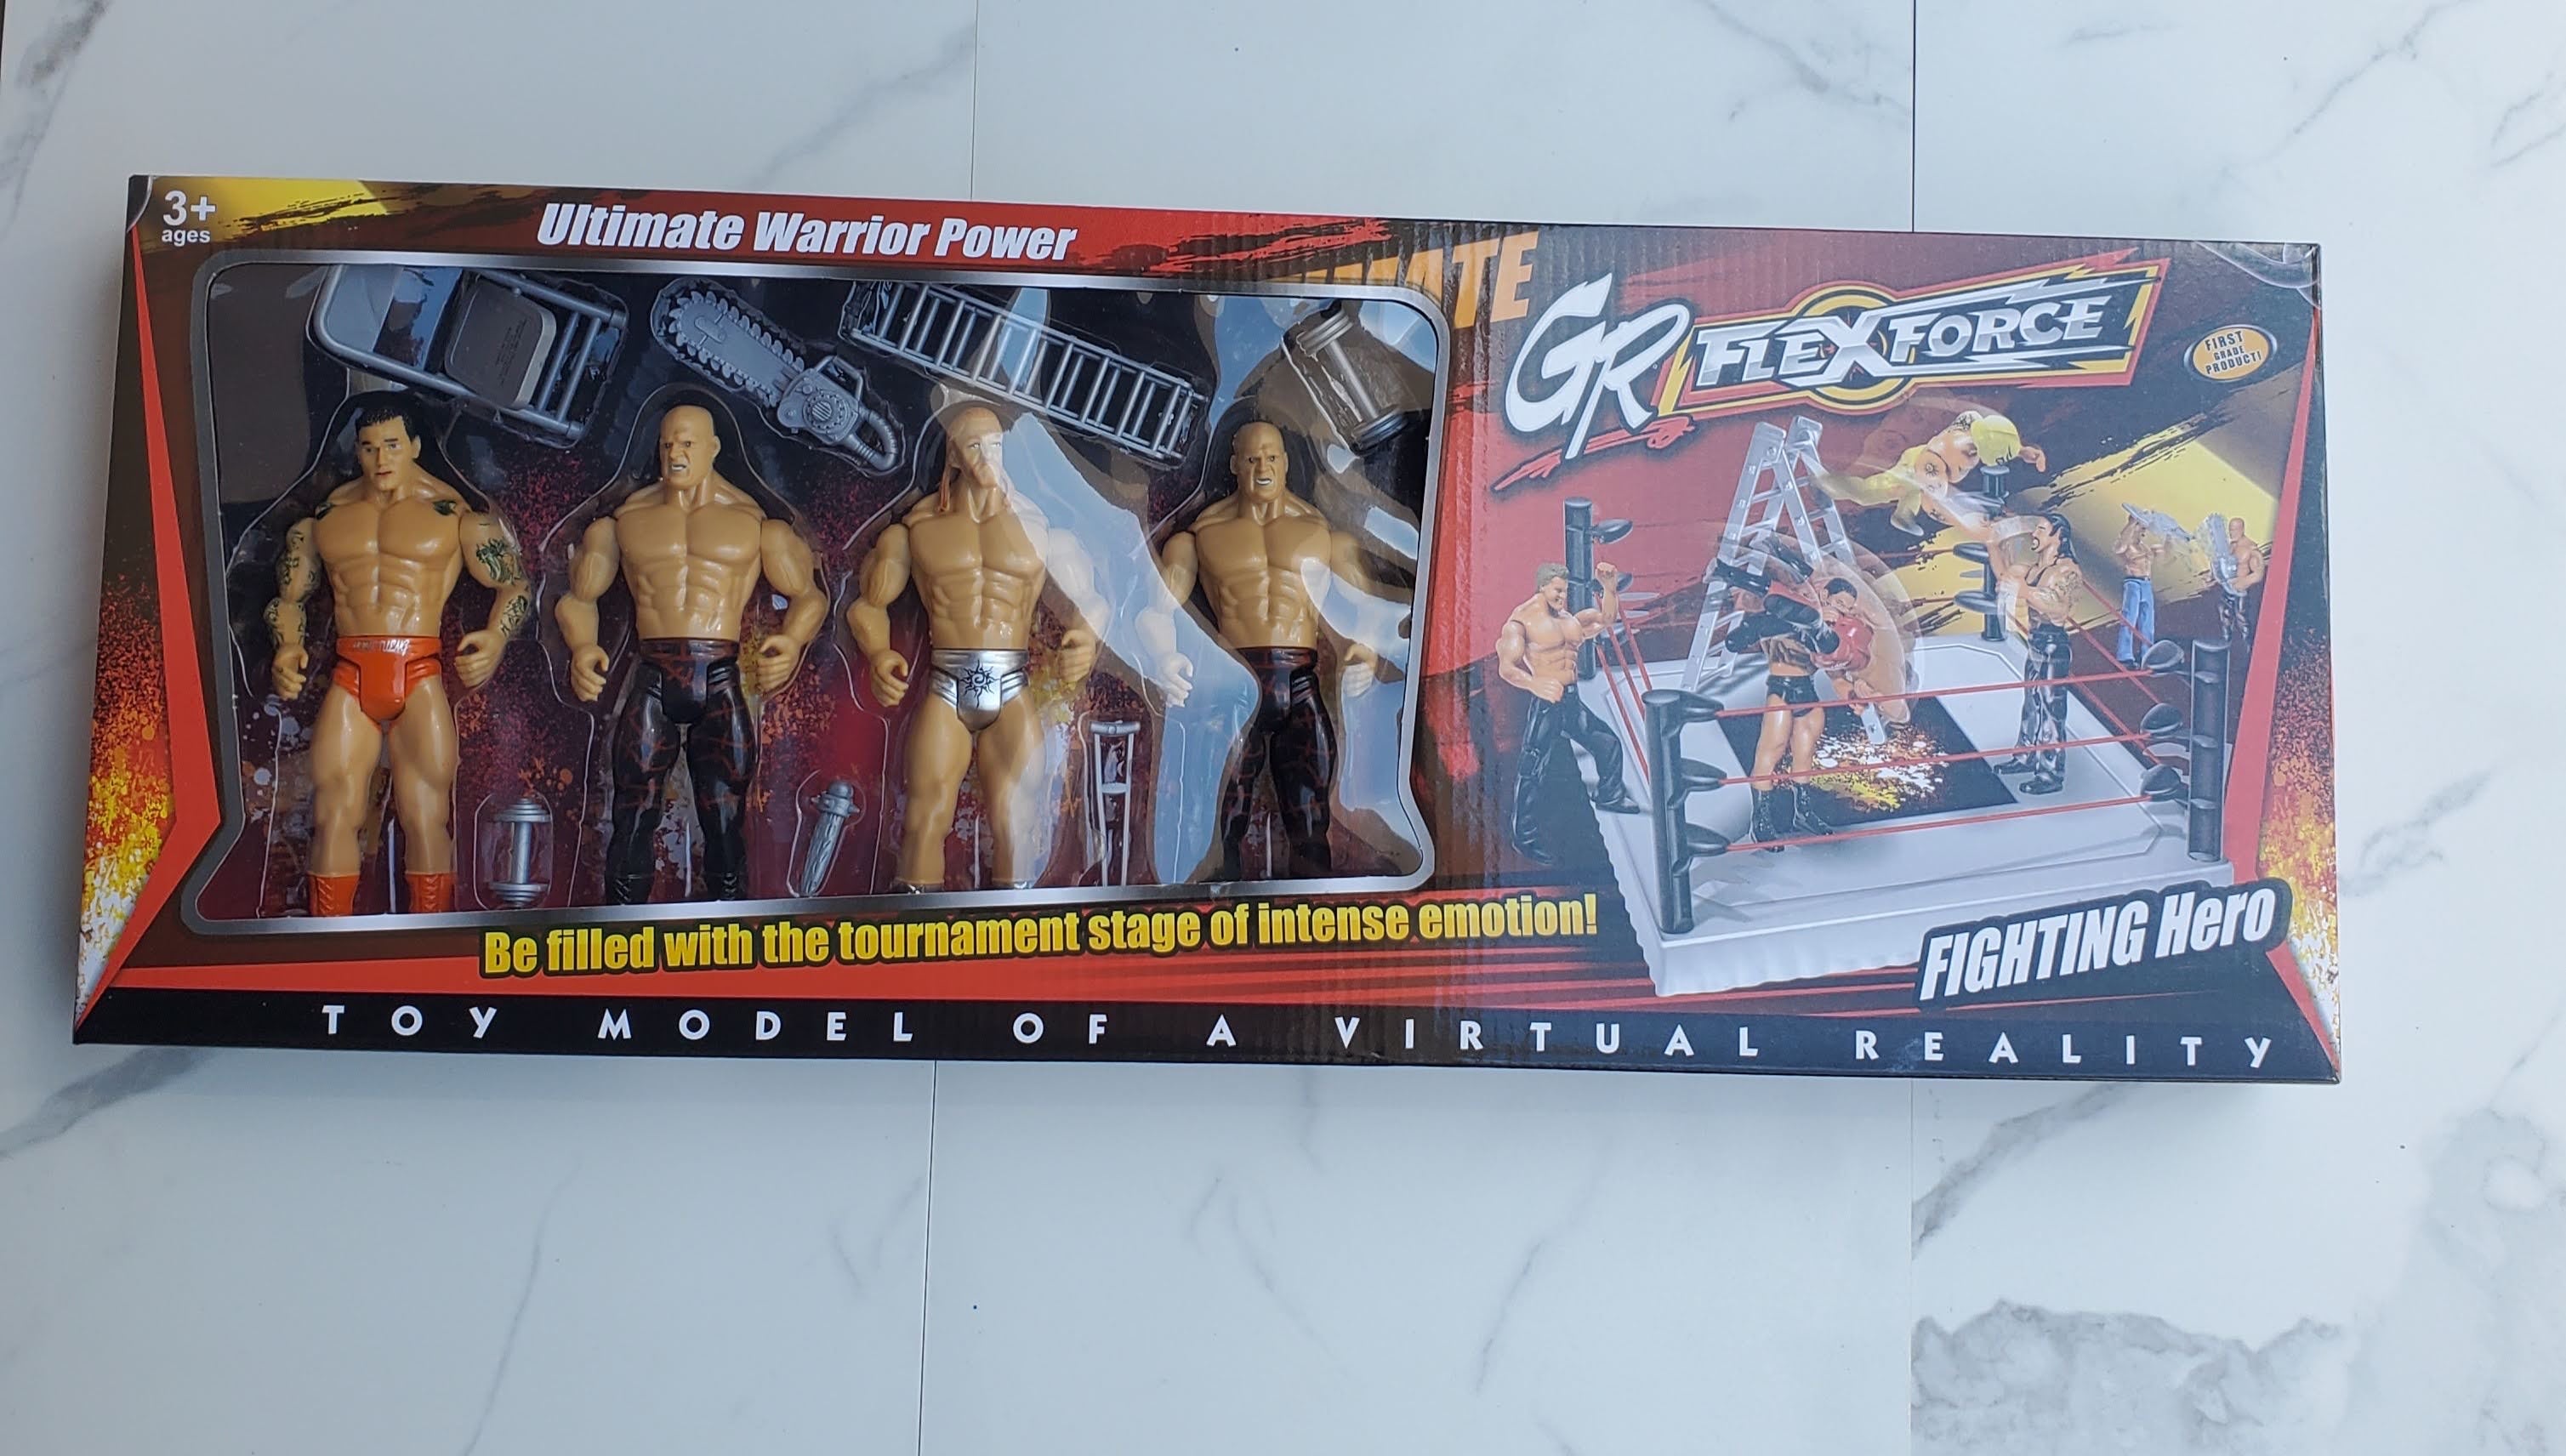 3+
ages
Ultimate Warrior Power
GR
FLEXFORCE
FIRST
GRADE
PRODUCT!
Be filled with the tournament stage of intense emotion!
FIGHTING Hero
TOY MODEL OF A VIRTUAL REALITY